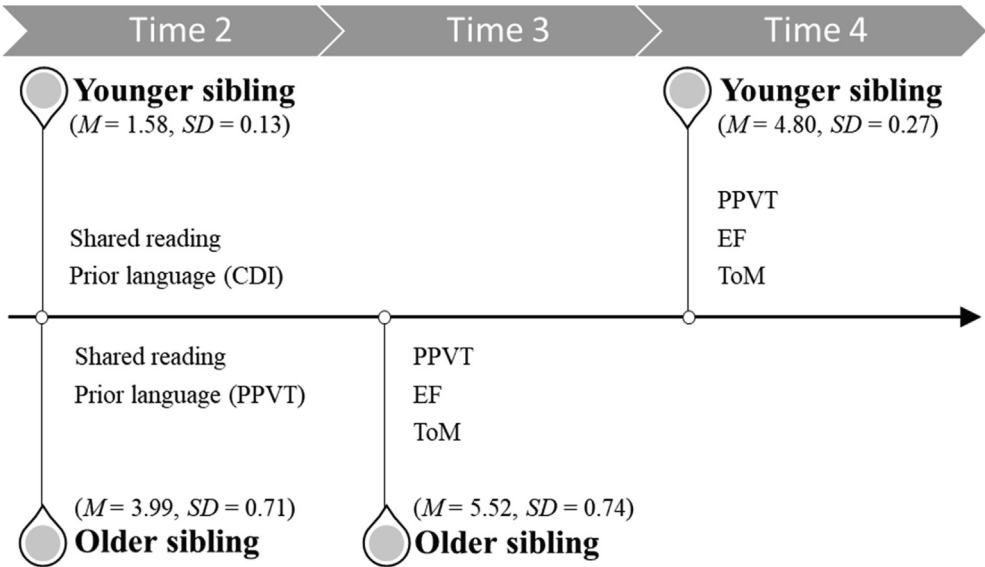 Time 2
Time 3
Time 4
Younger sibling
(M = 1.58, SD = 0.13)
Younger sibling
(M = 4.80, SD = 0.27)
Shared reading
Prior language (CDI)
PPVT
EF
ToM
Shared reading
Prior language (PPVT)
PPVT
EF
ToM
(M = 3.99, SD = 0.71)
Older sibling
(M = 5.52, SD = 0.74)
Older sibling